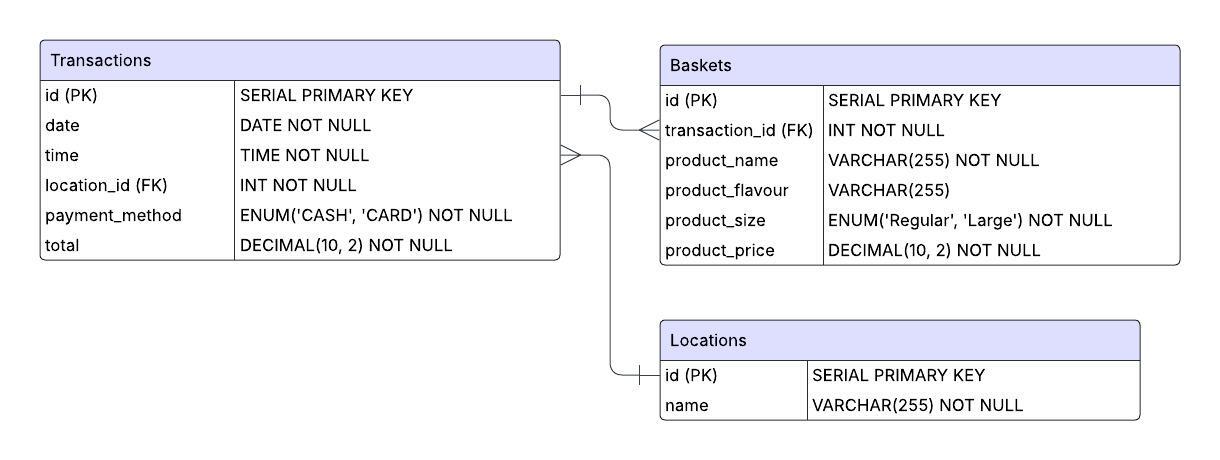 Transactions
id (PK) SERIAL PRIMARY KEY
date DATE NOT NULL
time TIME NOT NULL
location_id (FK) INT NOT NULL
payment_method ENUM('CASH', 'CARD') NOT NULL
total DECIMAL(10, 2) NOT NULL
Baskets
id (PK) SERIAL PRIMARY KEY
transaction_id (FK) INT NOT NULL
product_name VARCHAR(255) NOT NULL
product_flavour VARCHAR(255)
product_size ENUM('Regular', 'Large') NOT NULL
product_price DECIMAL(10, 2) NOT NULL
Locations
id (PK) SERIAL PRIMARY KEY
name VARCHAR(255) NOT NULL